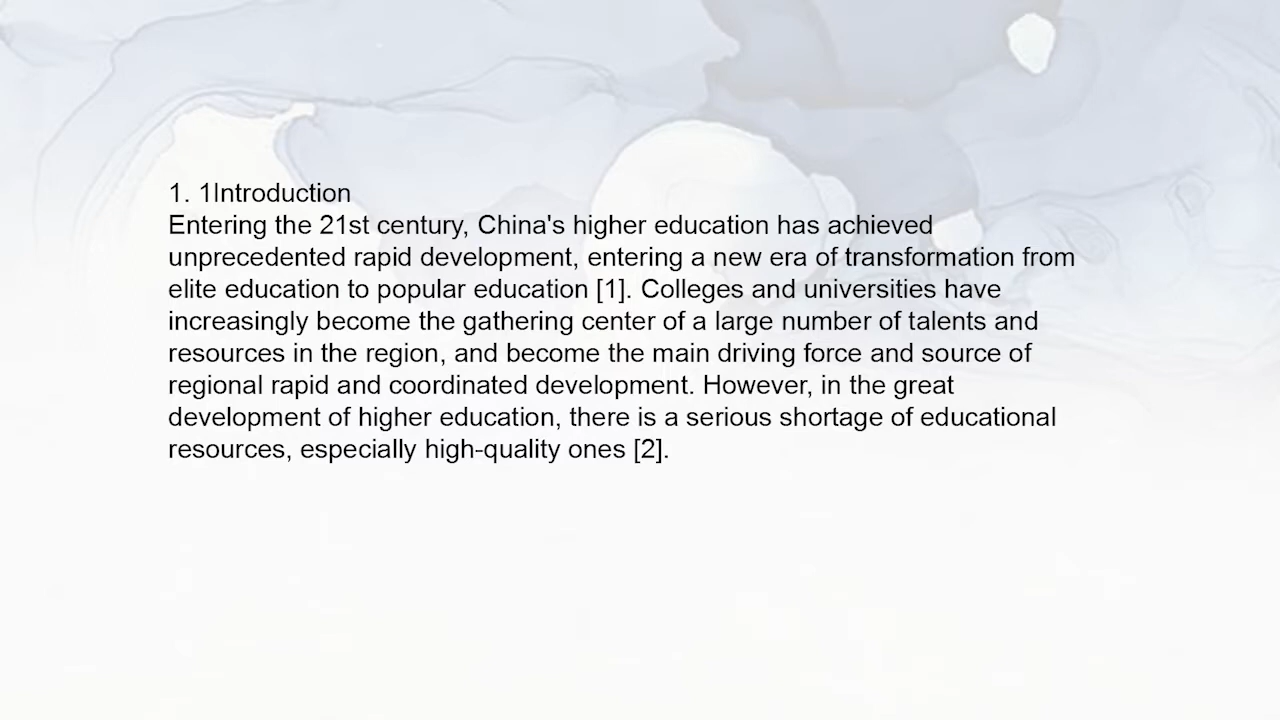 1. 1Introduction
Entering the 21st century, China's higher education has achieved
unprecedented rapid development, entering a new era of transformation from
elite education to popular education [1]. Colleges and universities have
increasingly become the gathering center of a large number of talents and
resources in the region, and become the main driving force and source of
regional rapid and coordinated development. However, in the great
development of higher education, there is a serious shortage of educational
resources, especially high-quality ones [2].